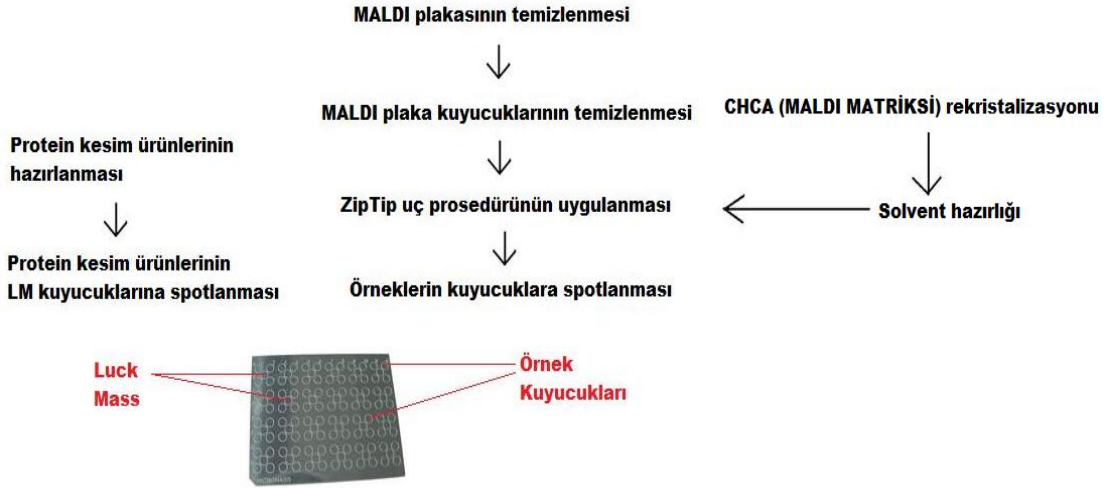 MALDI plakasının temizlenmesi
MALDI plaka kuyucuklarının temizlenmesi
CHCA (MALDI MATRİKSİ) rekristalizasyonu
Protein kesim ürünlerinin
hazırlanması
ZipTip uç prosedürünün uygulanması
Solvent hazırlığı
Protein kesim ürünlerinin
LM kuyucuklarına spotlanması
Örneklerin kuyucuklara spotlanması
Luck
Mass
Örnek
Kuyucukları